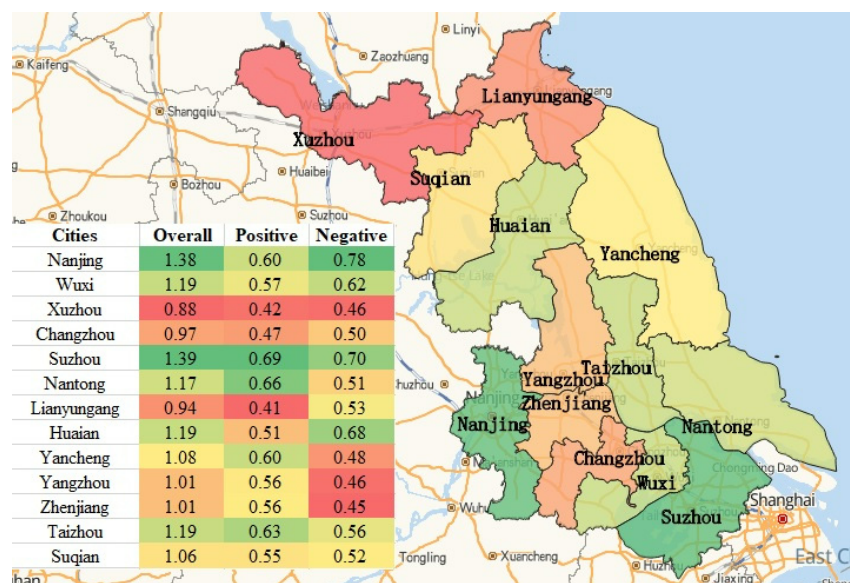 Linyi
Kaifeng
Zaozhuang
Lianyungang
Shangqiu
Xuzhou
Huaibei
Bozhou
Suqian
Zhoukou
Suzhou
Huaian
Yancheng
Cities Overall Positive Negative
Nanjing 1.38 0.60 0.78
Wuxi 1.19 0.57 0.62
Xuzhou 0.88 0.42 0.46
Changzhou 0.97 0.47 0.50
Suzhou 1.39 0.69 0.70
Nantong 1.17 0.66 0.51
Lianyungang 0.94 0.41 0.53
Huaian 1.19 0.51 0.68
Yancheng 1.08 0.60 0.48
Yangzhou 1.01 0.56 0.46
Zhenjiang 1.01 0.56 0.45
Taizhou 1.19 0.63 0.56
Suqian 1.06 0.55 0.52
Taizhou
Yangzhou
Zhenjiang
Nanjing
Nantong
Changzhou
Chongming Dao
Wuxi
Shanghai
Suzhou
Wuhu
East C
Tongling
Xuancheng
Huzhou
Jiaxing